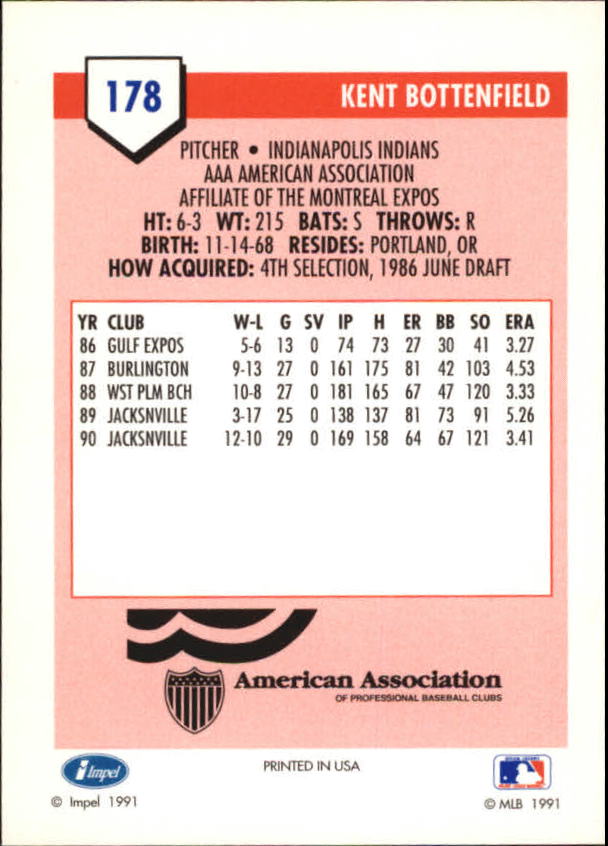 178
KENT BOTTENFIELD
PITCHER • INDIANAPOLIS INDIANS
AAA AMERICAN ASSOCIATION
AFFILIATE OF THE MONTREAL EXPOS
HT: 6-3 WT: 215 BATS: S THROWS: R
BIRTH: 11-14-68 RESIDES: PORTLAND, OR
HOW ACQUIRED: 4TH SELECTION, 1986 JUNE DRAFT
YR CLUB W-L G SV IP H ER BB SO ERA
86 GULF EXPOS 5-6 13 0 74 73 27 30 41 3.27
87 BURLINGTON 9-13 27 0 161 175 81 42 103 4.53
88 WST PLM BCH 10-8 27 0 181 165 67 47 120 3.33
89 JACKSNVILLE 3-17 25 0 138 137 81 73 91 5.26
90 JACKSNVILLE 12-10 29 0 169 158 64 67 121 3.41
American Association
OF PROFESSIONAL BASEBALL CLUBS
Impel
PRINTED IN USA
© Impel 1991
© MLB 1991